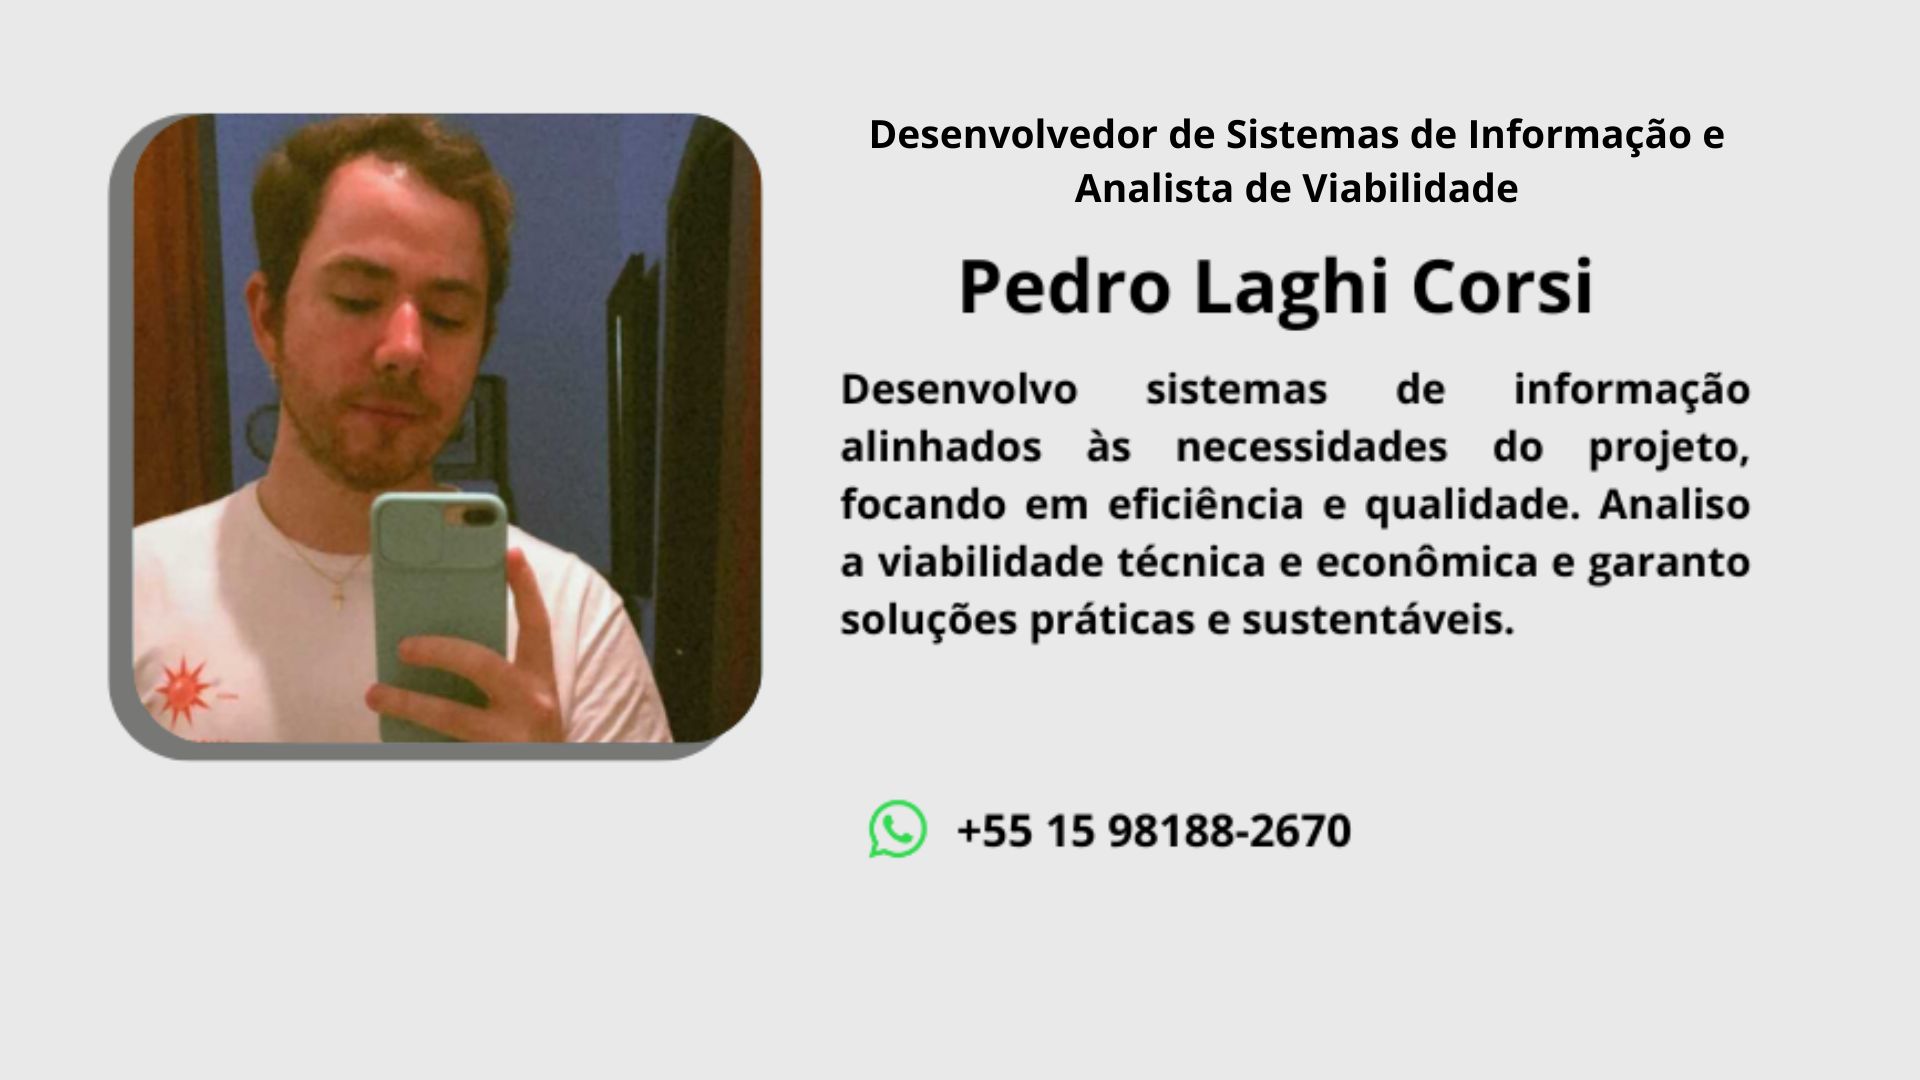 Desenvolvedor de Sistemas de Informação e
Analista de Viabilidade
Pedro Laghi Corsi
Desenvolvo sistemas de informação
alinhados às necessidades do projeto,
focando em eficiência e qualidade. Analiso
a viabilidade técnica e econômica e garanto
soluções práticas e sustentáveis.
+55 15 98188-2670